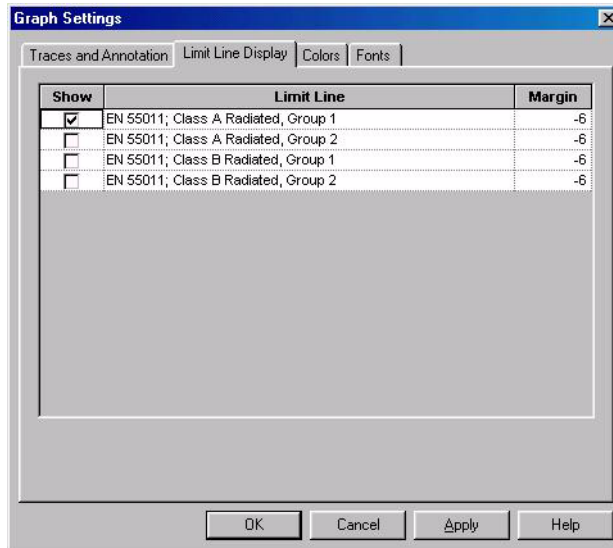 Graph Settings
Traces and Annotation Limit Line Display Colors Fonts
Show Limit Line Margin
EN 55011; Class A Radiated, Group 1 -6
EN 55011; Class A Radiated, Group 2 -6
EN 55011; Class B Radiated, Group 1 -6
EN 55011; Class B Radiated, Group 2 -6
OK Cancel Apply Help